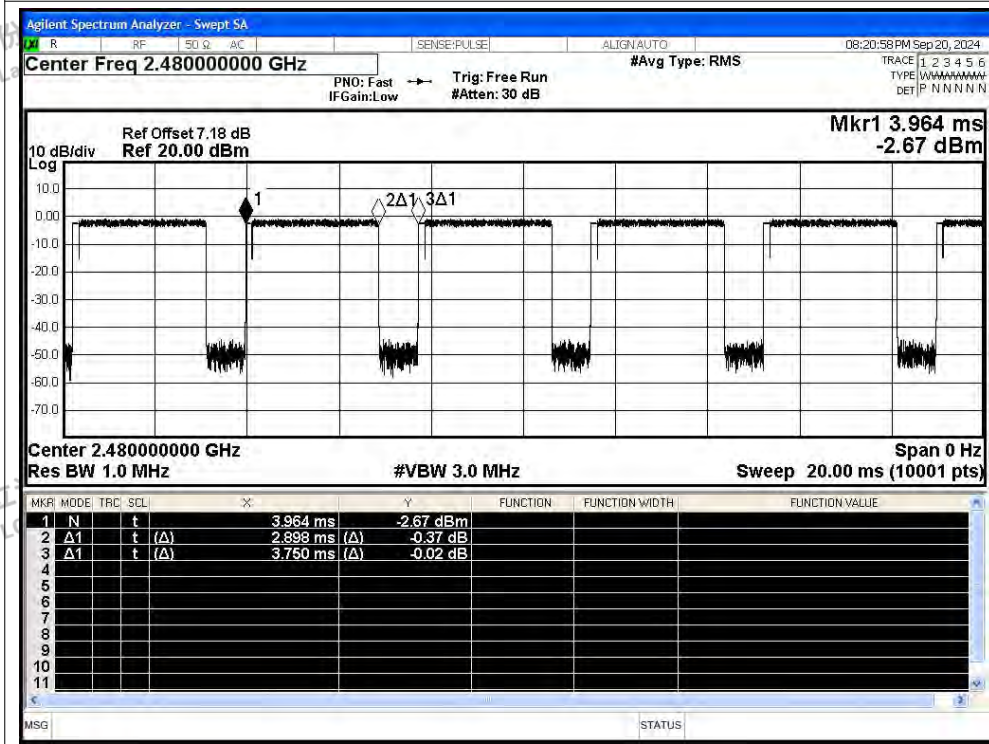 Agilent Spectrum Analyzer - Swept SA
R RF 50 Ω AC SENSE:PULSE ALIGN AUTO 08:20:58 PM Sep 20, 2024
Center Freq 2.480000000 GHz
PNO: Fast
IFGain:Low
Trig: Free Run
#Atten: 30 dB
#Avg Type: RMS
TRACE 1 2 3 4 5 6
TYPE
DET P N N N N N
Mkr1 3.964 ms
-2.67 dBm
Ref Offset 7.18 dB
10 dB/div Ref 20.00 dBm
Log
10.0
0.00
-10.0
-20.0
-30.0
-40.0
-50.0
-60.0
-70.0
1 2Δ1 3Δ1
Center 2.480000000 GHz Span 0 Hz
Res BW 1.0 MHz #VBW 3.0 MHz Sweep 20.00 ms (10001 pts)
MKR MODE TRC SCL X Y FUNCTION FUNCTION WIDTH FUNCTION VALUE
1 N t 3.964 ms -2.67 dBm
2 Δ1 t (Δ) 2.898 ms (Δ) -0.37 dB
3 Δ1 t (Δ) 3.750 ms (Δ) -0.02 dB
4
5
6
7
8
9
10
11
MSG STATUS